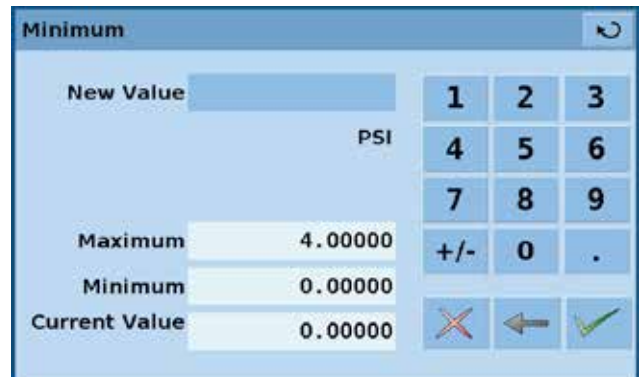 Minimum
New Value
PSI
Maximum 4.00000
Minimum 0.00000
Current Value 0.00000
1 2 3
4 5 6
7 8 9
+/- 0 .